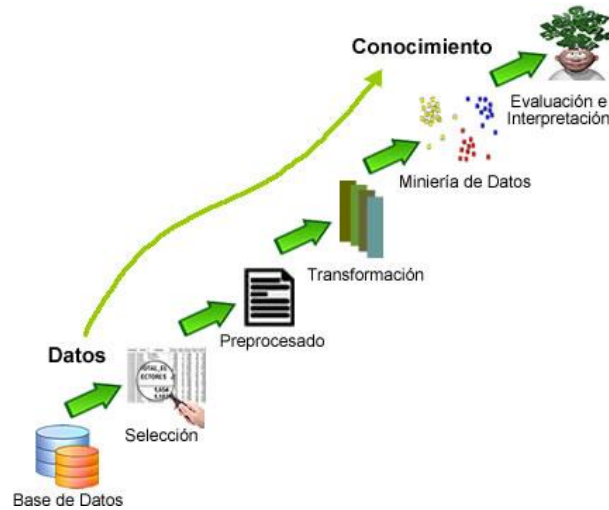 Conocimiento
Evaluación e
Interpretación
Miniería de Datos
Transformación
Preprocesado
Datos
Selección
Base de Datos